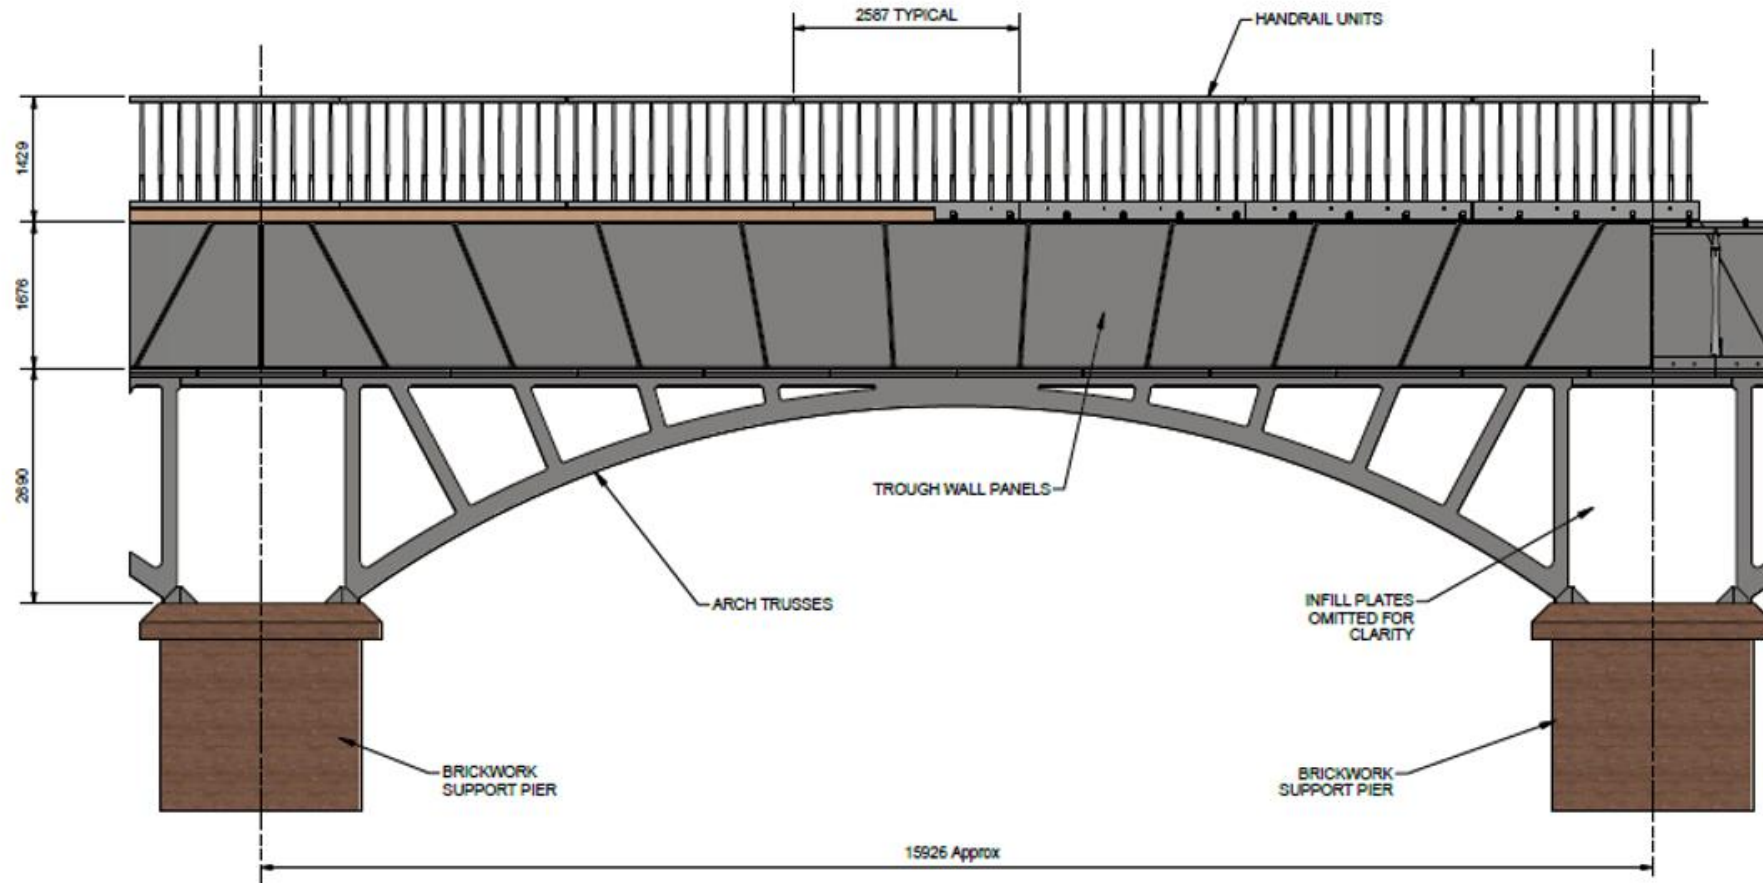 2587 TYPICAL
HANDRAIL UNITS
1429
1676
2690
TROUGH WALL PANELS
ARCH TRUSSES
INFILL PLATES
OMITTED FOR
CLARITY
BRICKWORK
SUPPORT PIER
BRICKWORK
SUPPORT PIER
15926 Approx